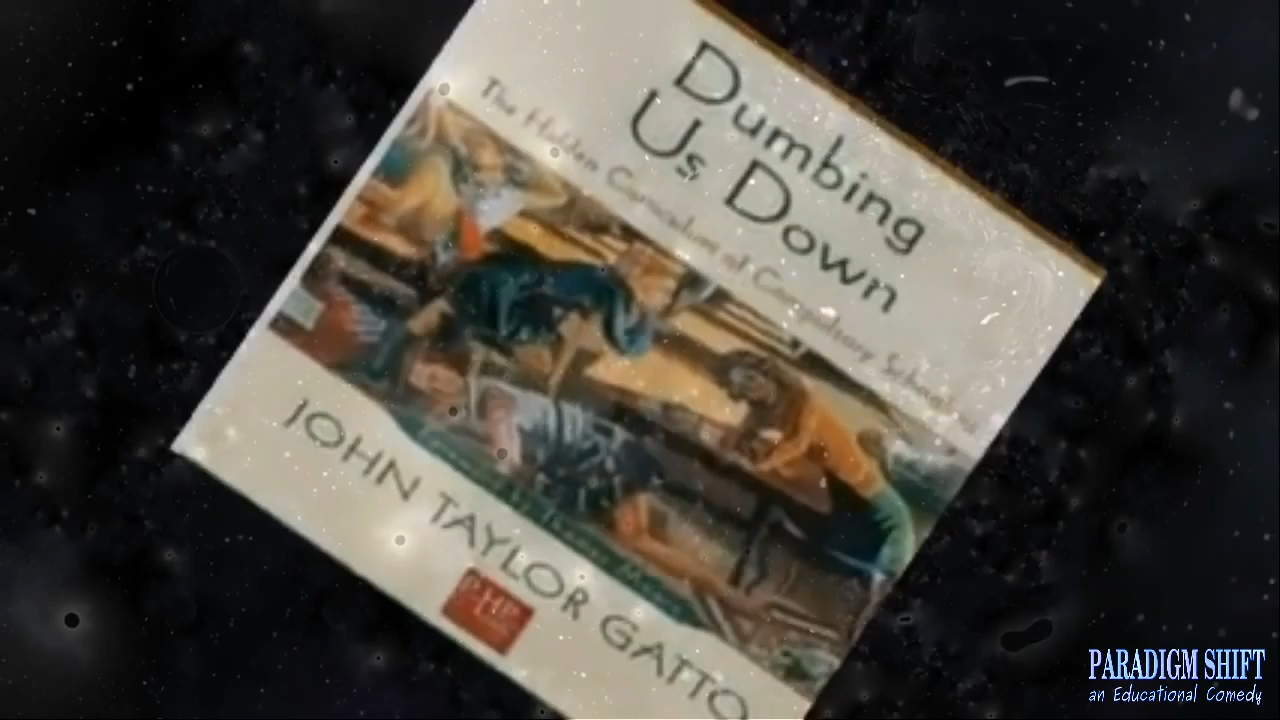 Dumbing
Us Down
The Hidden Curriculum of Compulsory Schooling
JOHN TAYLOR GATTO
PARADIGM SHIFT
an Educational Comedy